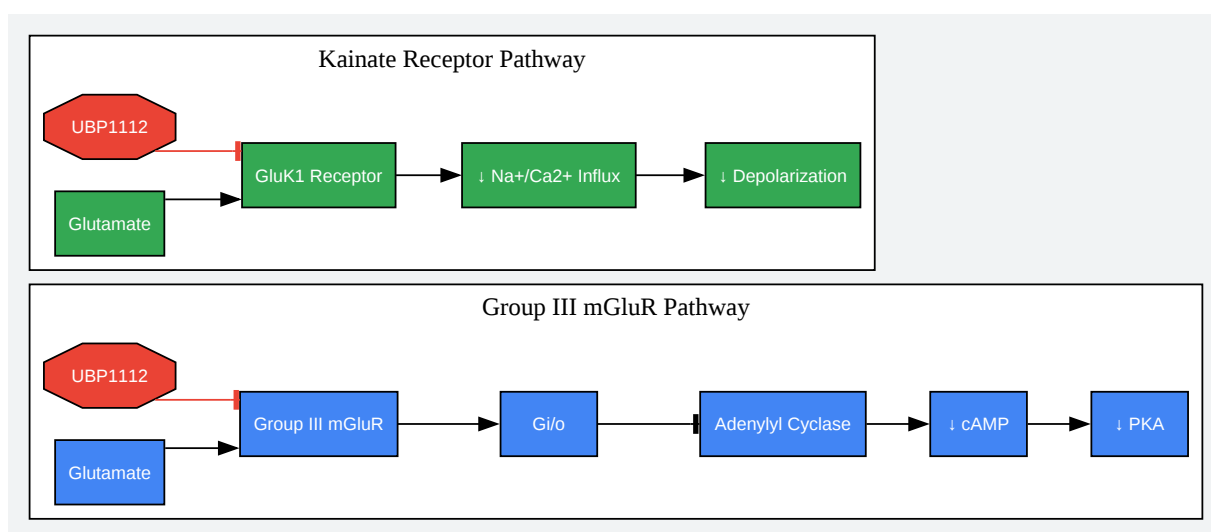 Kainate Receptor Pathway
UBP1112
GluK1 Receptor
↓ Na+/Ca2+ Influx
↓ Depolarization
Glutamate
Group III mGluR Pathway
UBP1112
Group III mGluR
Gi/o
Adenylyl Cyclase
↓ cAMP
↓ PKA
Glutamate